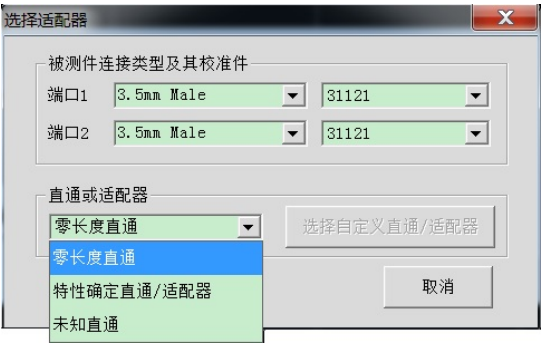 选择适配器
被测件连接类型及其校准件
端口1 3.5mm Male 31121
端口2 3.5mm Male 31121
直通或适配器
零长度直通 选择自定义直通/适配器
零长度直通
特性确定直通/适配器 取消
未知直通